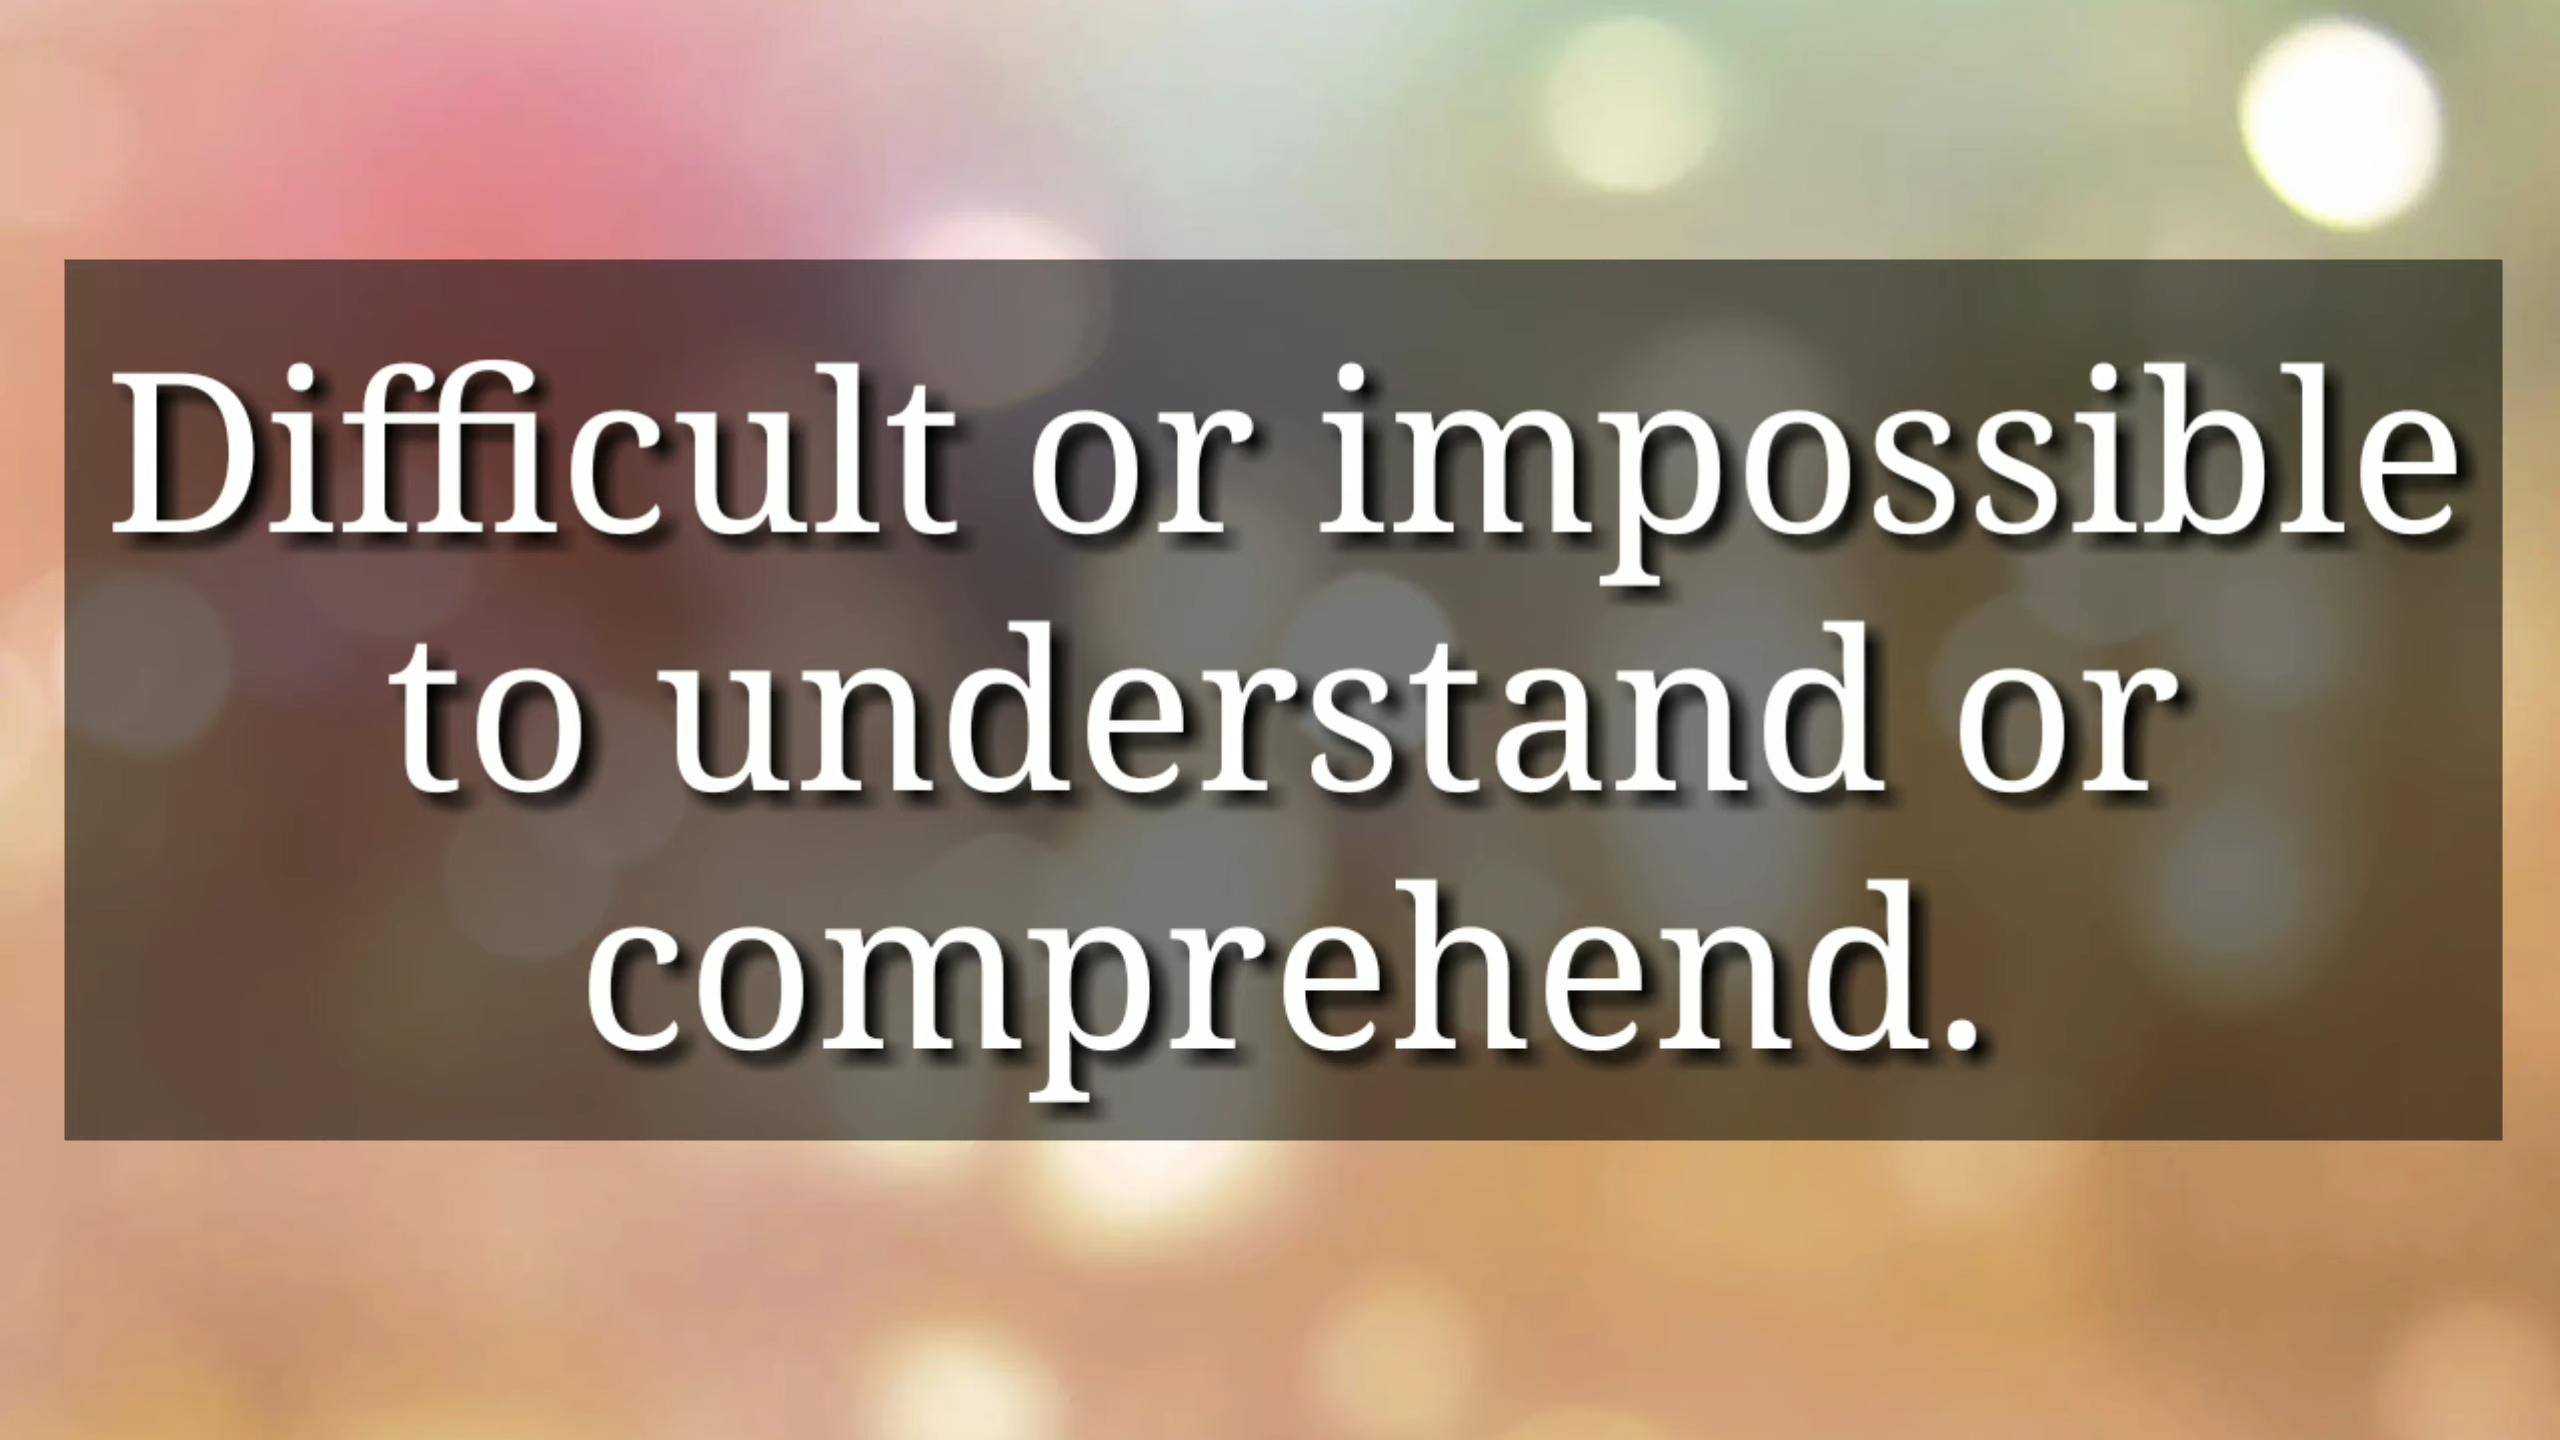 Difficult or impossible
to understand or
comprehend.